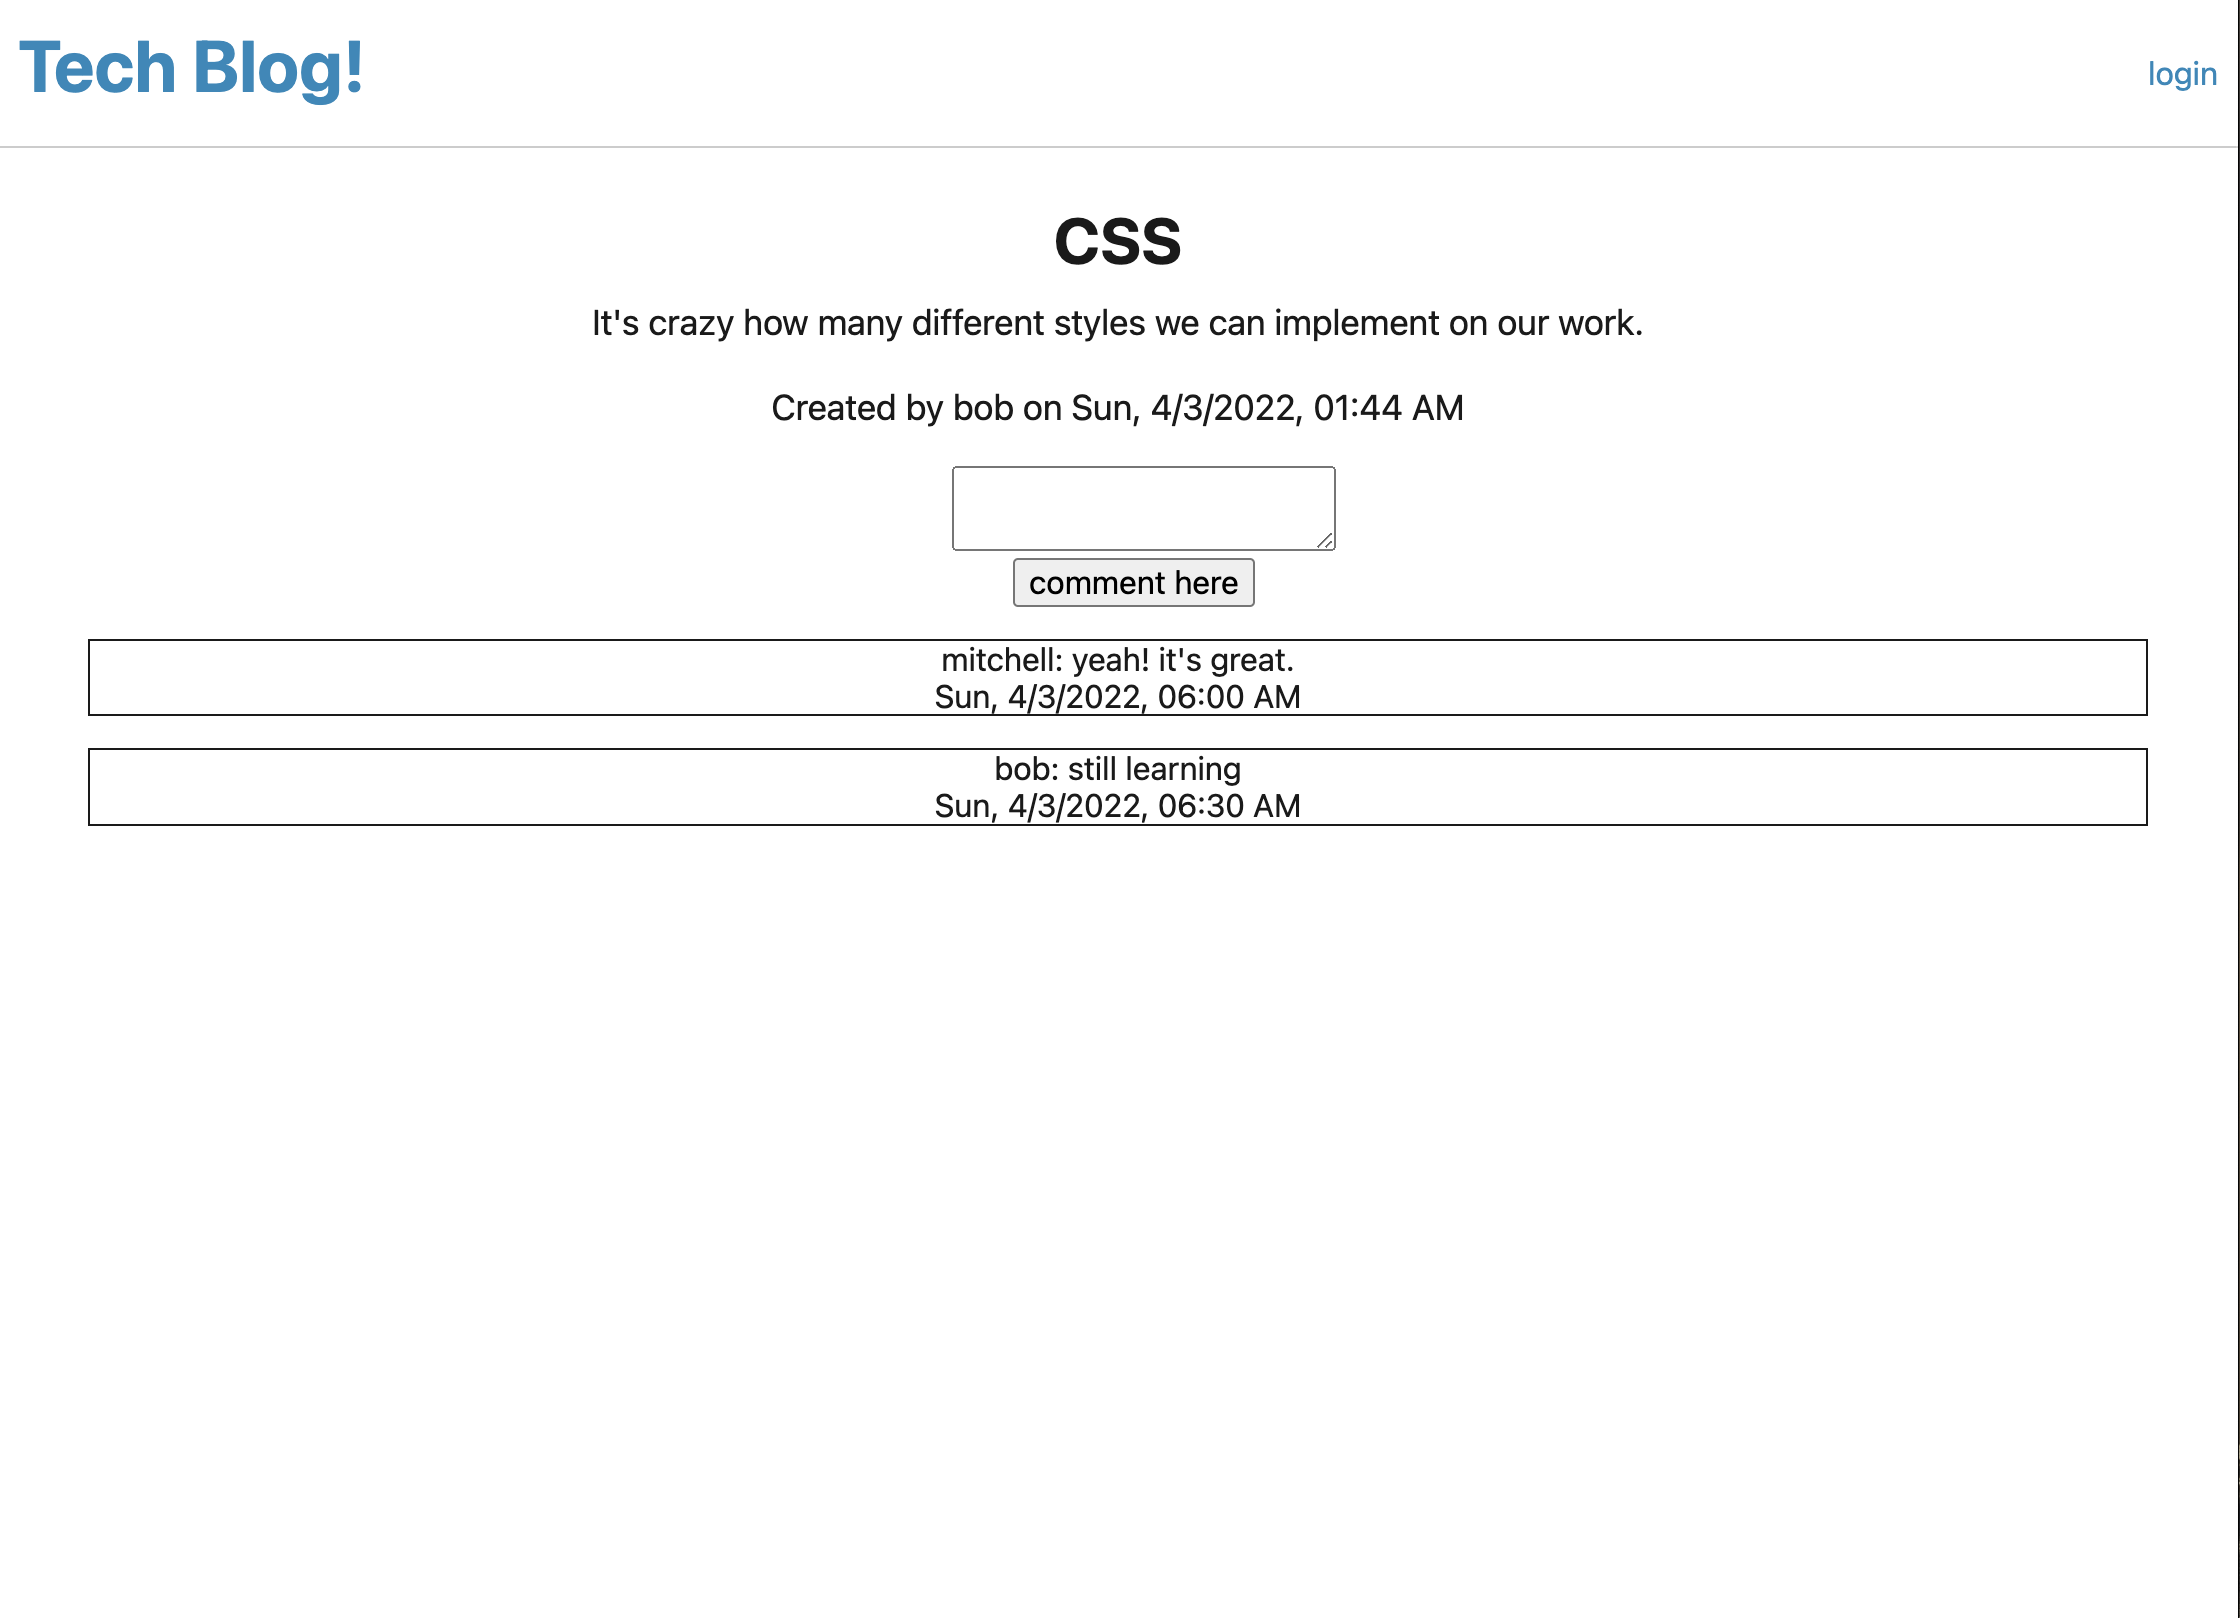 Tech Blog!
login
CSS
It's crazy how many different styles we can implement on our work.
Created by bob on Sun, 4/3/2022, 01:44 AM
comment here
mitchell: yeah! it's great.
Sun, 4/3/2022, 06:00 AM
bob: still learning
Sun, 4/3/2022, 06:30 AM